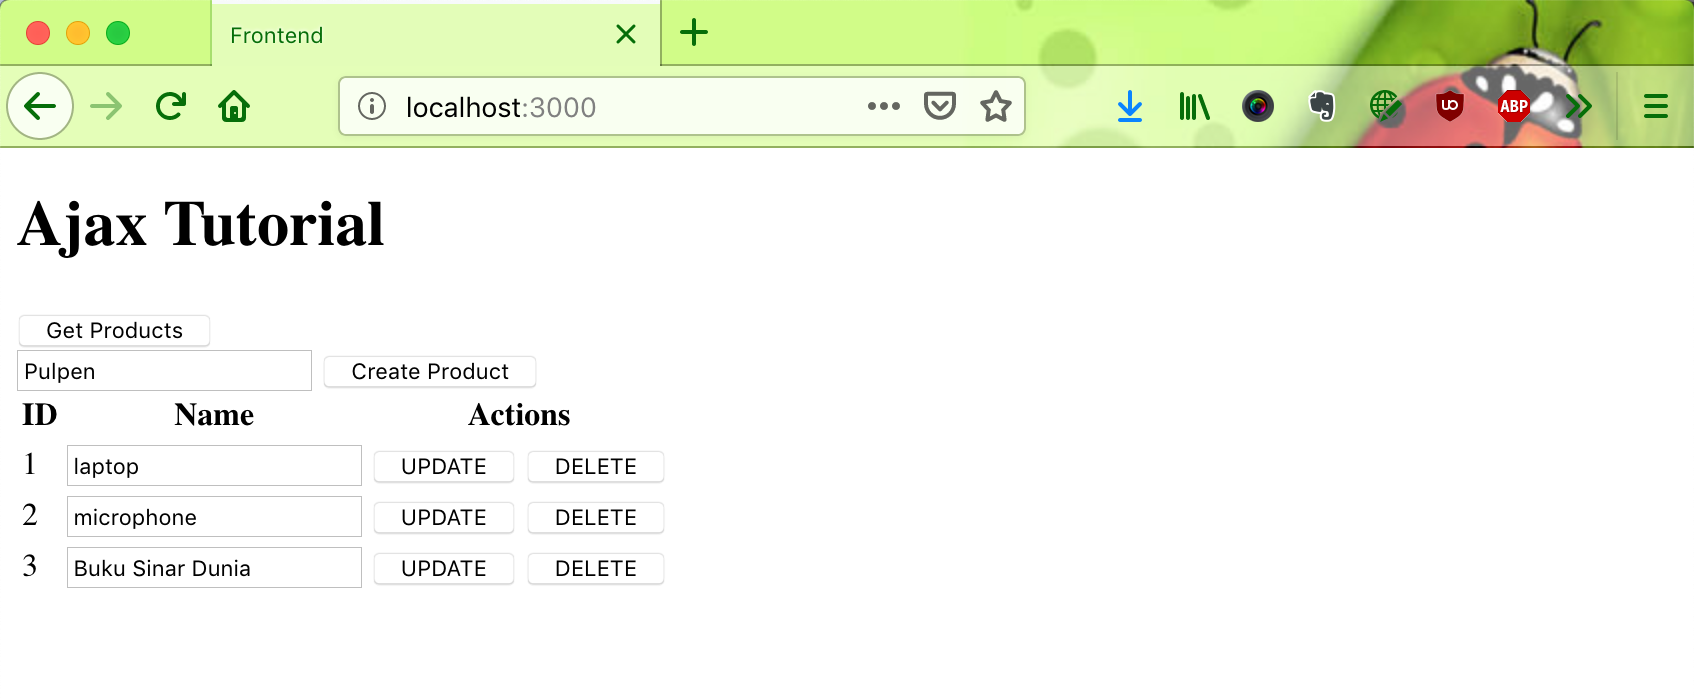 Frontend
localhost:3000
UO
ABP
Ajax Tutorial
Get Products
Pulpen Create Product
ID Name Actions
1 laptop UPDATE DELETE
2 microphone UPDATE DELETE
3 Buku Sinar Dunia UPDATE DELETE